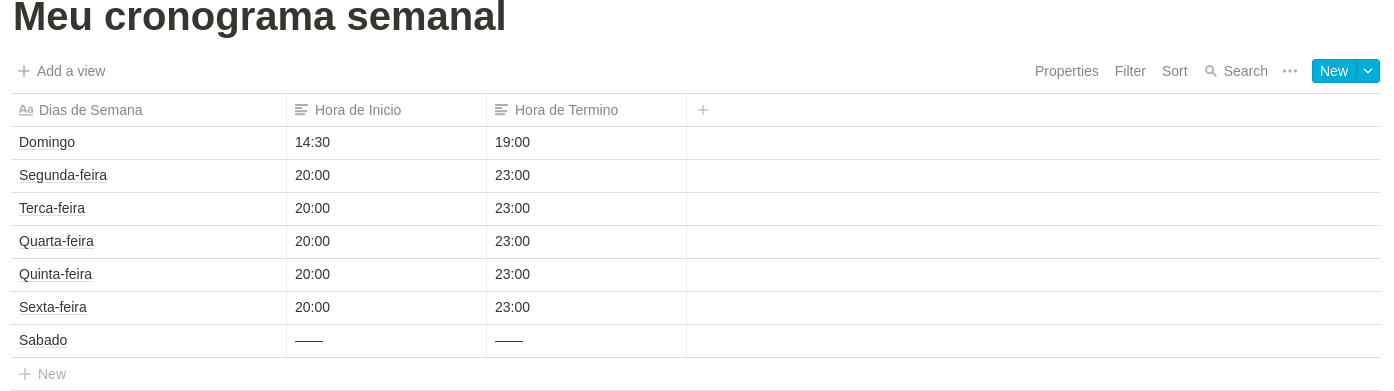 Meu cronograma semanal
Add a view Properties Filter Sort Search ••• New
Aa Dias de Semana Hora de Inicio Hora de Termino +
Domingo 14:30 19:00
Segunda-feira 20:00 23:00
Terca-feira 20:00 23:00
Quarta-feira 20:00 23:00
Quinta-feira 20:00 23:00
Sexta-feira 20:00 23:00
Sabado —— ——
+ New